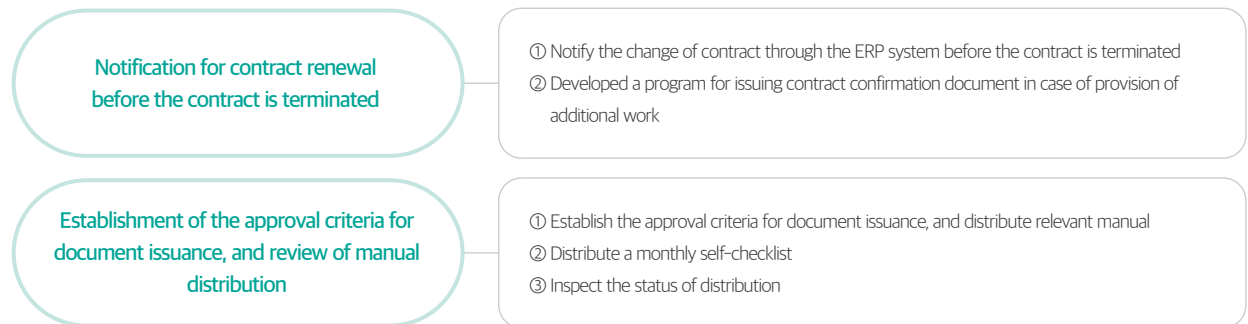 Notification for contract renewal
before the contract is terminated
① Notify the change of contract through the ERP system before the contract is terminated
② Developed a program for issuing contract confirmation document in case of provision of
additional work
Establishment of the approval criteria for
document issuance, and review of manual
distribution
① Establish the approval criteria for document issuance, and distribute relevant manual
② Distribute a monthly self-checklist
③ Inspect the status of distribution